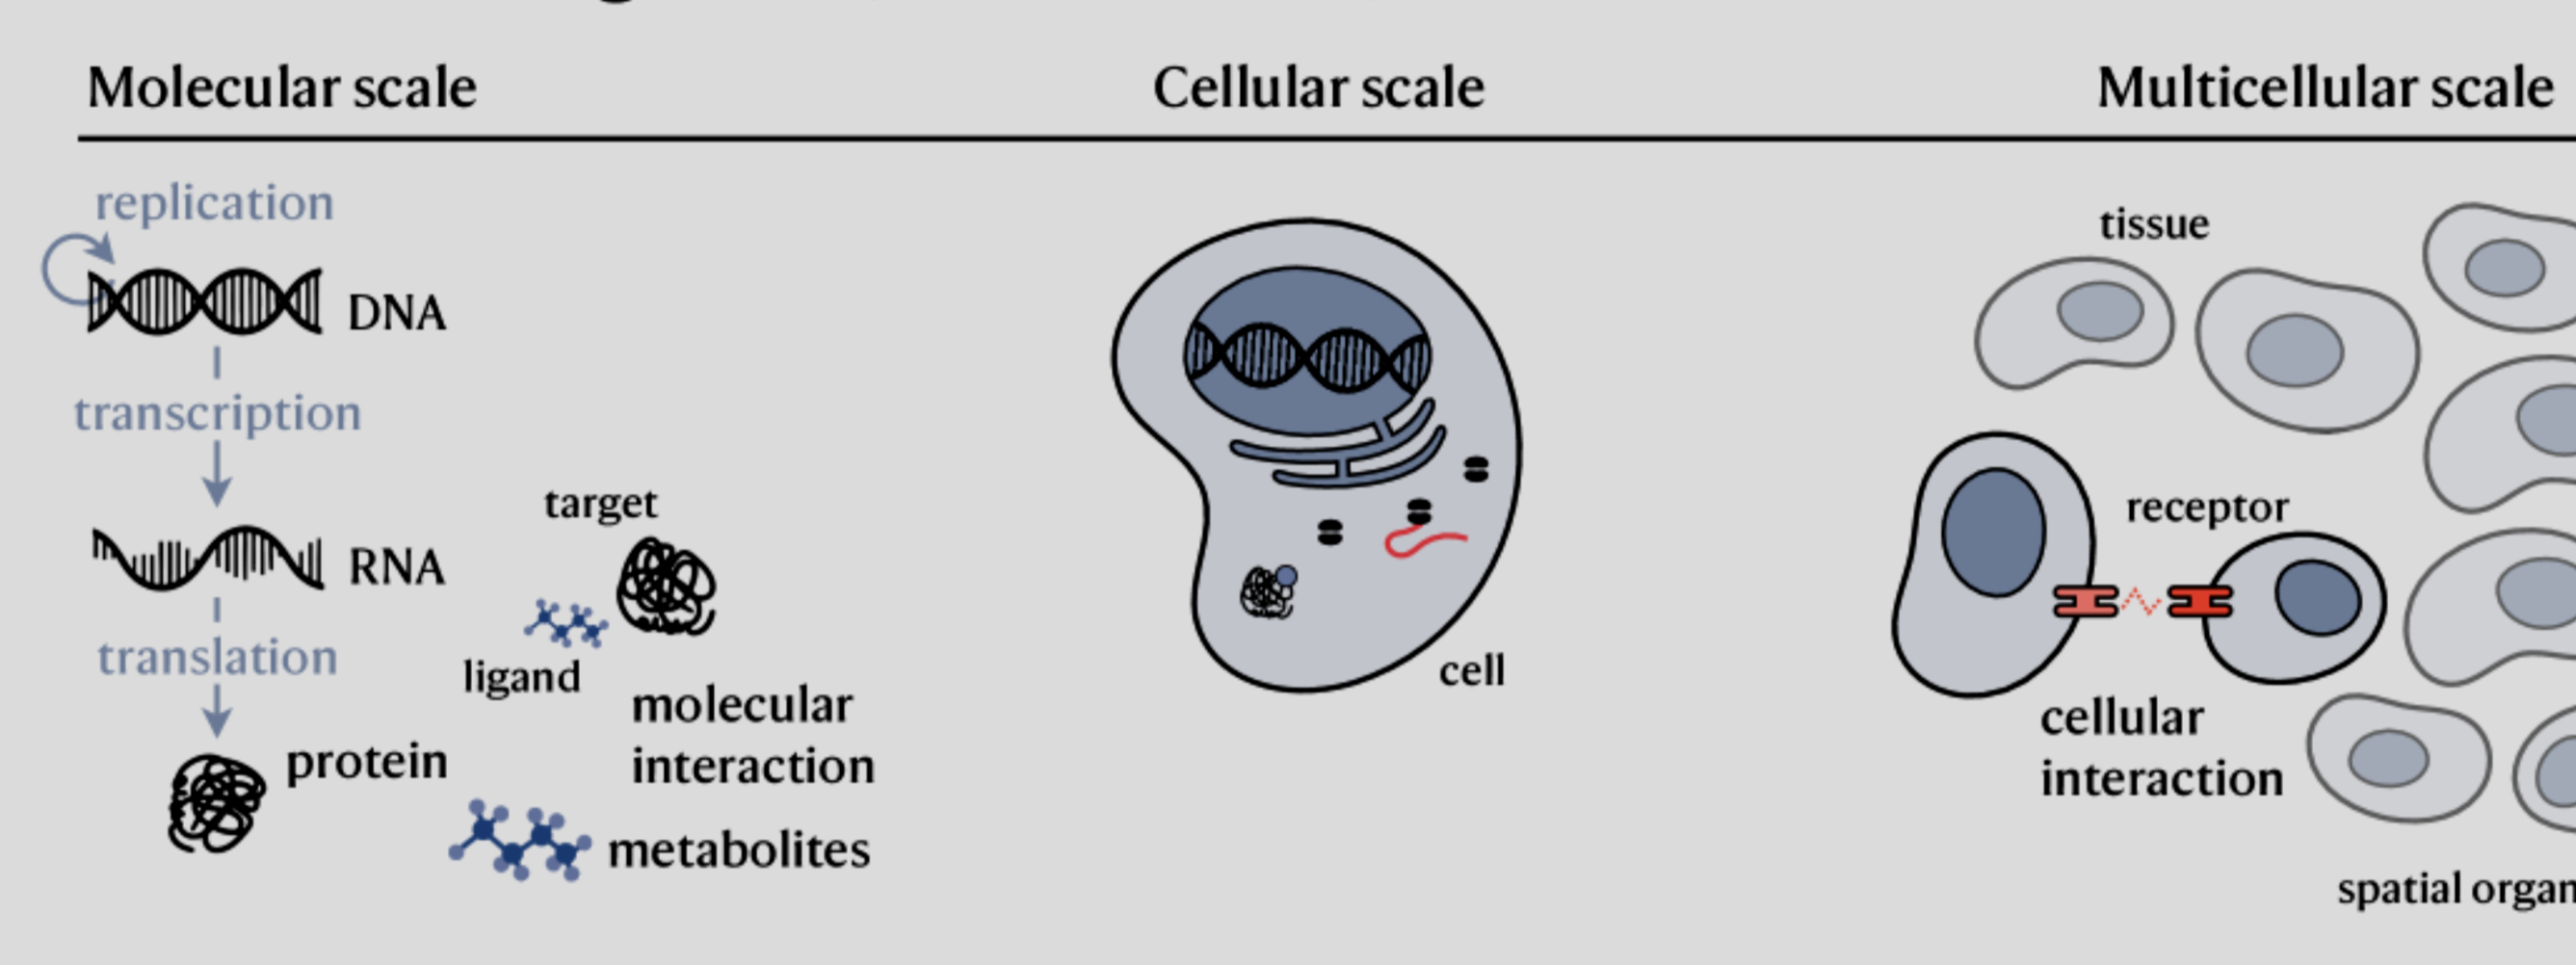 Molecular scale
Cellular scale
Multicellular scale
replication
DNA
transcription
RNA
translation
protein
target
ligand
molecular
interaction
metabolites
cell
tissue
receptor
cellular
interaction
spatial organ